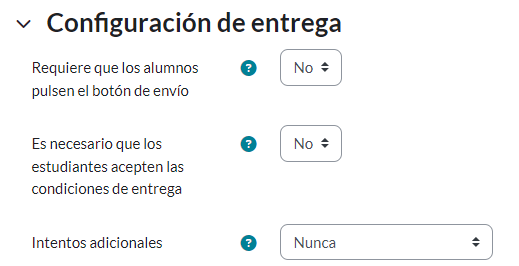 Configuración de entrega
Requiere que los alumnos
pulsen el botón de envío
? No
Es necesario que los
estudiantes acepten las
condiciones de entrega
? No
Intentos adicionales ? Nunca